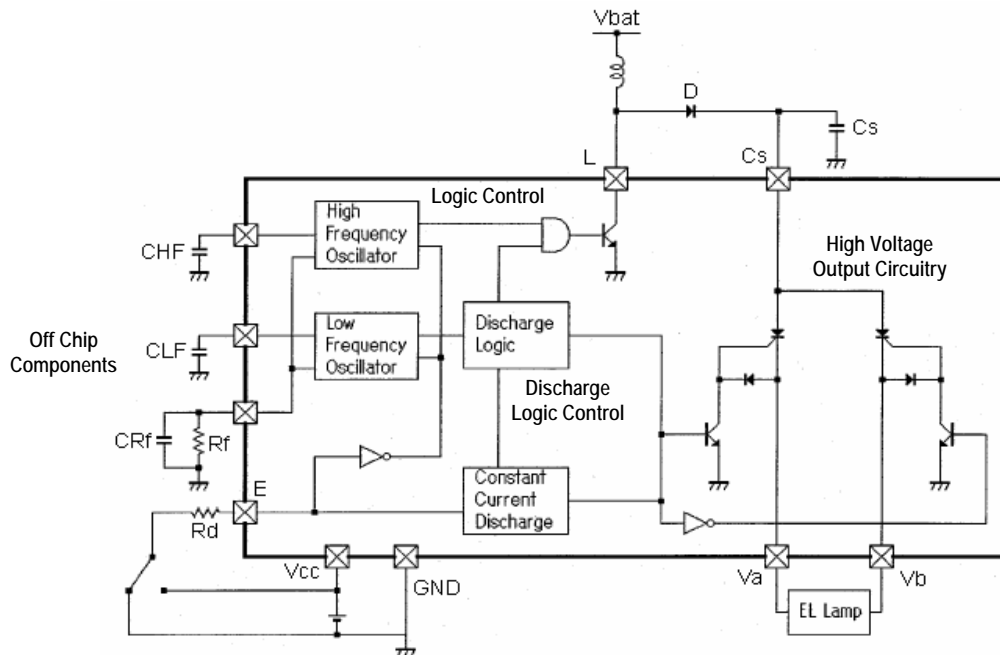 Vbat
D
Cs
L
Cs
Logic Control
High
Frequency
Oscillator
CHF
High Voltage
Output Circuitry
Low
Frequency
Oscillator
CLF
Discharge
Logic
Off Chip
Components
Discharge
Logic Control
CRf
Rf
E
Rd
Constant
Current
Discharge
Vcc
GND
Va
Vb
EL Lamp